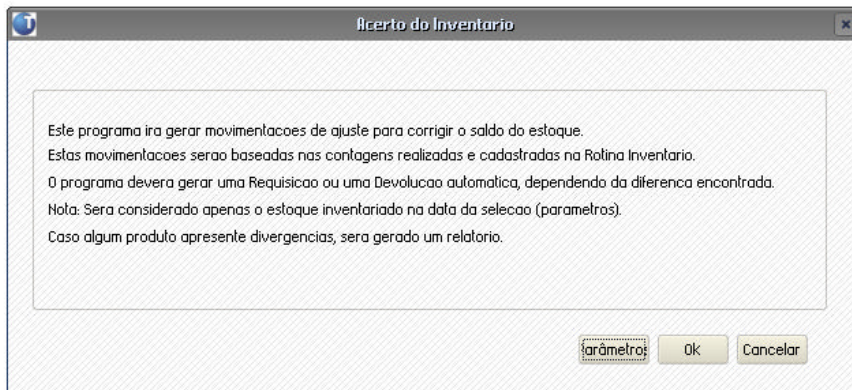 Acerto do Inventario
Este programa ira gerar movimentacoes de ajuste para corrigir o saldo do estoque.
Estas movimentacoes serao baseadas nas contagens realizadas e cadastradas na Rotina Inventario.
O programa devera gerar uma Requisicao ou uma Devolucao automatica, dependendo da diferenca encontrada.
Nota: Sera considerado apenas o estoque inventariado na data da selecao (parametros).
Caso algum produto apresente divergencias, sera gerado um relatorio.
arâmetro Ok Cancelar